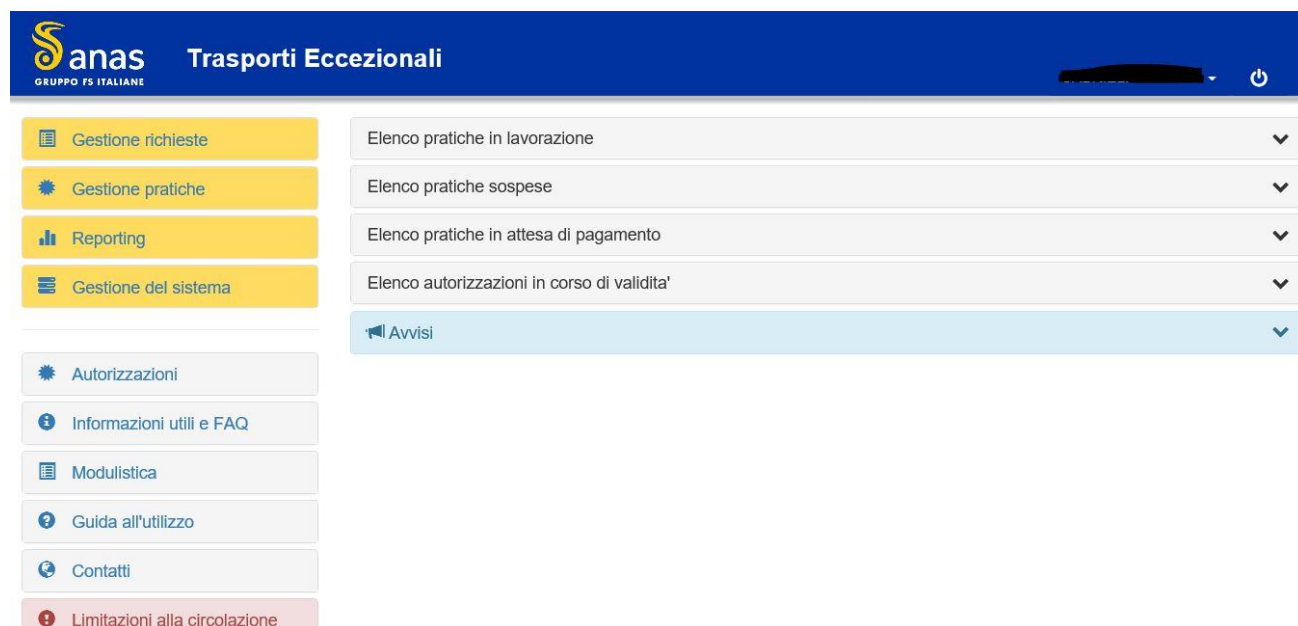 anas
GRUPPO FS ITALIANE
Trasporti Eccezionali
Gestione richieste
Gestione pratiche
Reporting
Gestione del sistema
Autorizzazioni
Informazioni utili e FAQ
Modulistica
Guida all'utilizzo
Contatti
Limitazioni alla circolazione
Elenco pratiche in lavorazione
Elenco pratiche sospese
Elenco pratiche in attesa di pagamento
Elenco autorizzazioni in corso di validita'
Avvisi